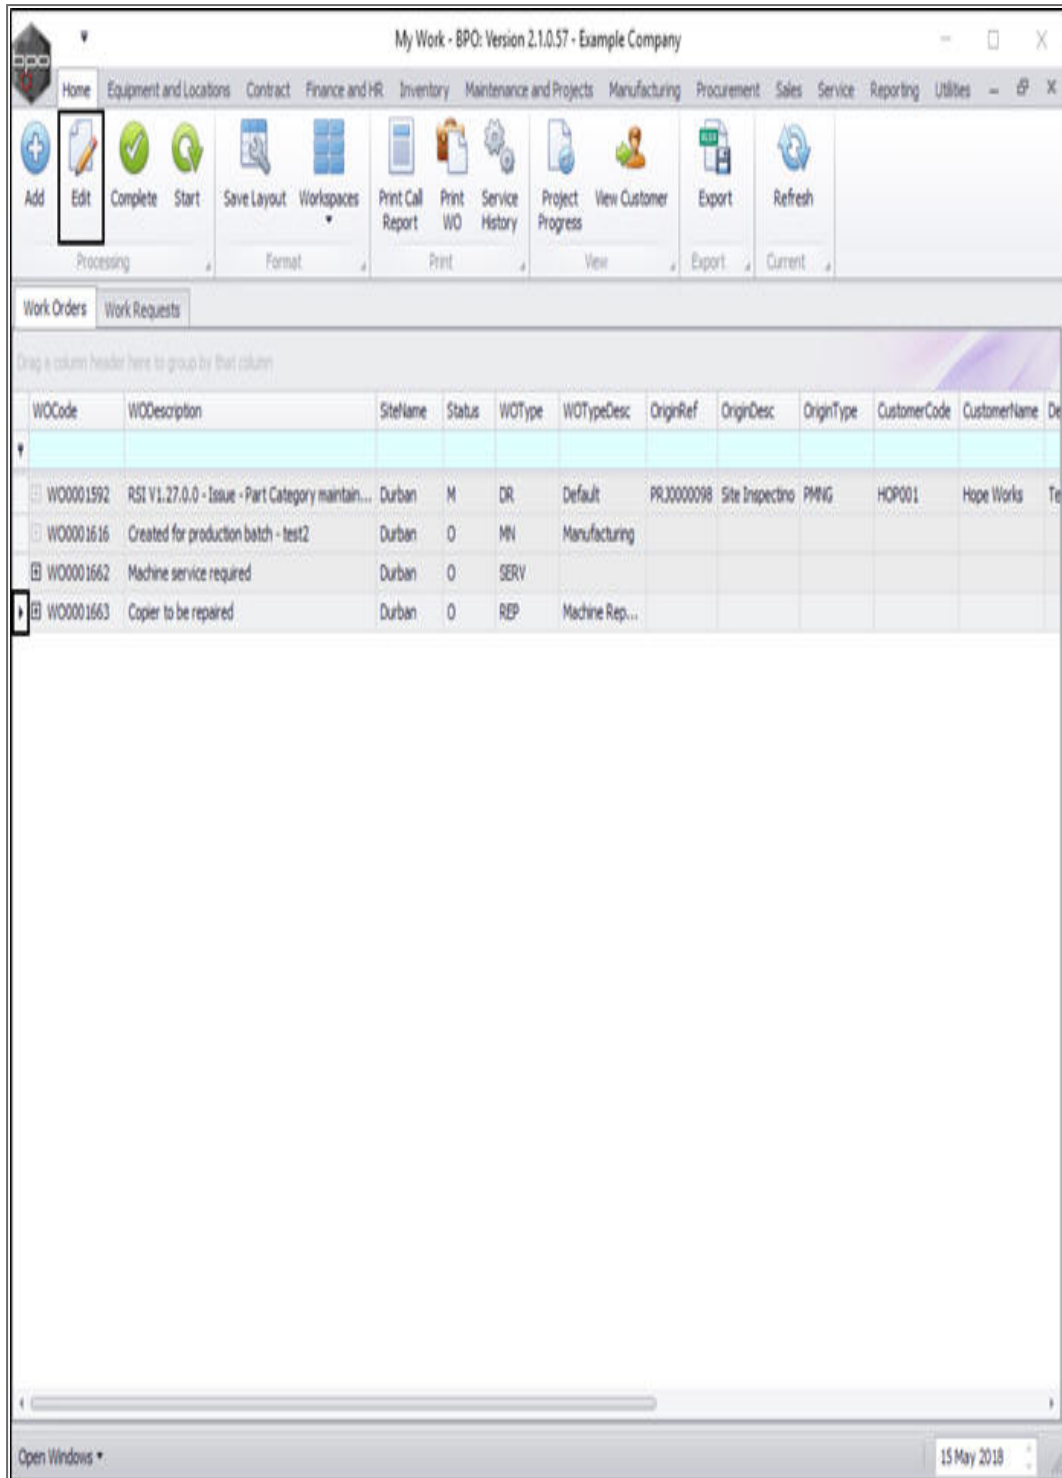 My Work - BPO: Version 2.1.0.57 - Example Company
bpo
Home Equipment and Locations Contract Finance and HR Inventory Maintenance and Projects Manufacturing Procurement Sales Service Reporting Utilities
Add Edit Complete Start Save Layout Workspaces Print Call Report Print WO Service History Project Progress View Customer Export Refresh
Processing Format Print View Export Current
Work Orders Work Requests
Drag a column header here to group by that column
WOCode WODescription SiteName Status WOType WOTypeDesc OriginRef OriginDesc OriginType CustomerCode CustomerName De
WO0001592 RSI V1.27.0.0 - Issue - Part Category maintain... Durban M DR Default PRJ0000098 Site Inspectino PMNG HOP001 Hope Works Te
WO0001616 Created for production batch - test2 Durban O MN Manufacturing
WO0001662 Machine service required Durban O SERV
WO0001663 Copier to be repaired Durban O REP Machine Rep...
Open Windows 15 May 2018